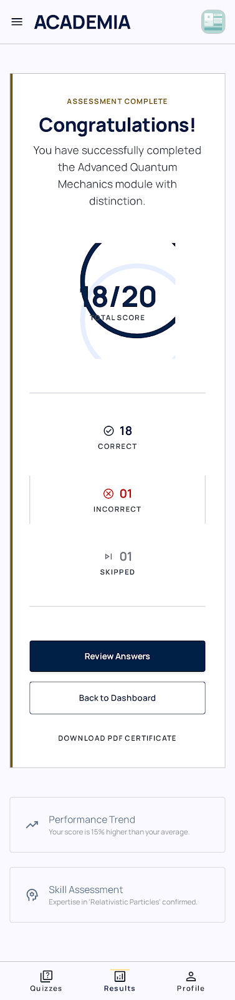 ACADEMIA
ASSESSMENT COMPLETE
Congratulations!
You have successfully completed
the Advanced Quantum
Mechanics module with
distinction.
18/20
TOTAL SCORE
18
CORRECT
01
INCORRECT
01
SKIPPED
Review Answers
Back to Dashboard
DOWNLOAD PDF CERTIFICATE
Performance Trend
Your score is 15% higher than your average.
Skill Assessment
Expertise in 'Relativistic Particles' confirmed.
Quizzes
Results
Profile